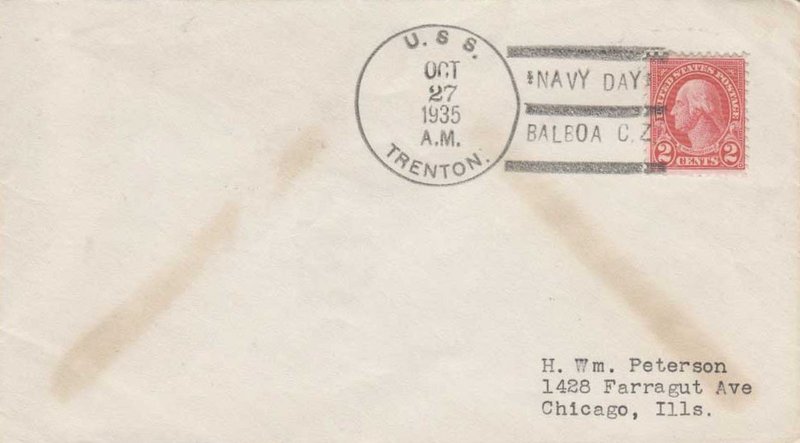 U.S.S.
OCT
27
1935
A.M.
TRENTON.
NAVY DAY
BALBOA C.Z
UNITED STATES POSTAGE
2 CENTS 2
H. Wm. Peterson
1428 Farragut Ave
Chicago, Ills.